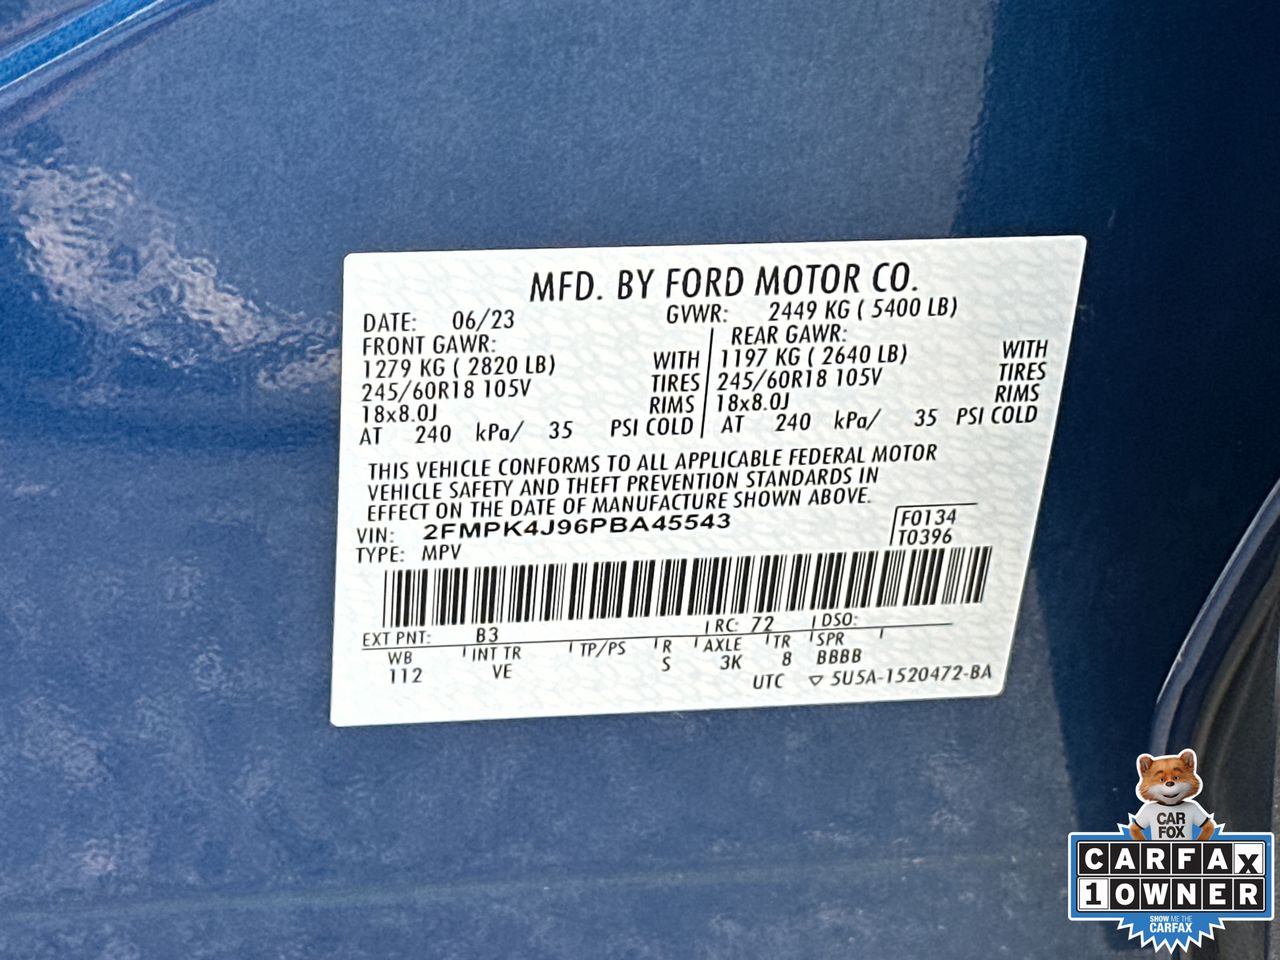 MFD. BY FORD MOTOR CO.
DATE: 06/23 GVWR: 2449 KG ( 5400 LB)
FRONT GAWR: REAR GAWR:
1279 KG ( 2820 LB) WITH 1197 KG ( 2640 LB) WITH
245/60R18 105V TIRES 245/60R18 105V TIRES
18x8.0J RIMS 18x8.0J RIMS
AT 240 kPa/ 35 PSI COLD AT 240 kPa/ 35 PSI COLD
THIS VEHICLE CONFORMS TO ALL APPLICABLE FEDERAL MOTOR
VEHICLE SAFETY AND THEFT PREVENTION STANDARDS IN
EFFECT ON THE DATE OF MANUFACTURE SHOWN ABOVE.
VIN: 2FMPK4J96PBA45543 F0134
TYPE: MPV T0396
EXT PNT: B3 RC: 72 DSO:
WB INT TR TP/PS R AXLE TR SPR
112 VE S 3K 8 BBBB
UTC ▽ 5U5A-1520472-BA
CAR
FOX
CARFAX
1 OWNER
SHOW ME THE
CARFAX